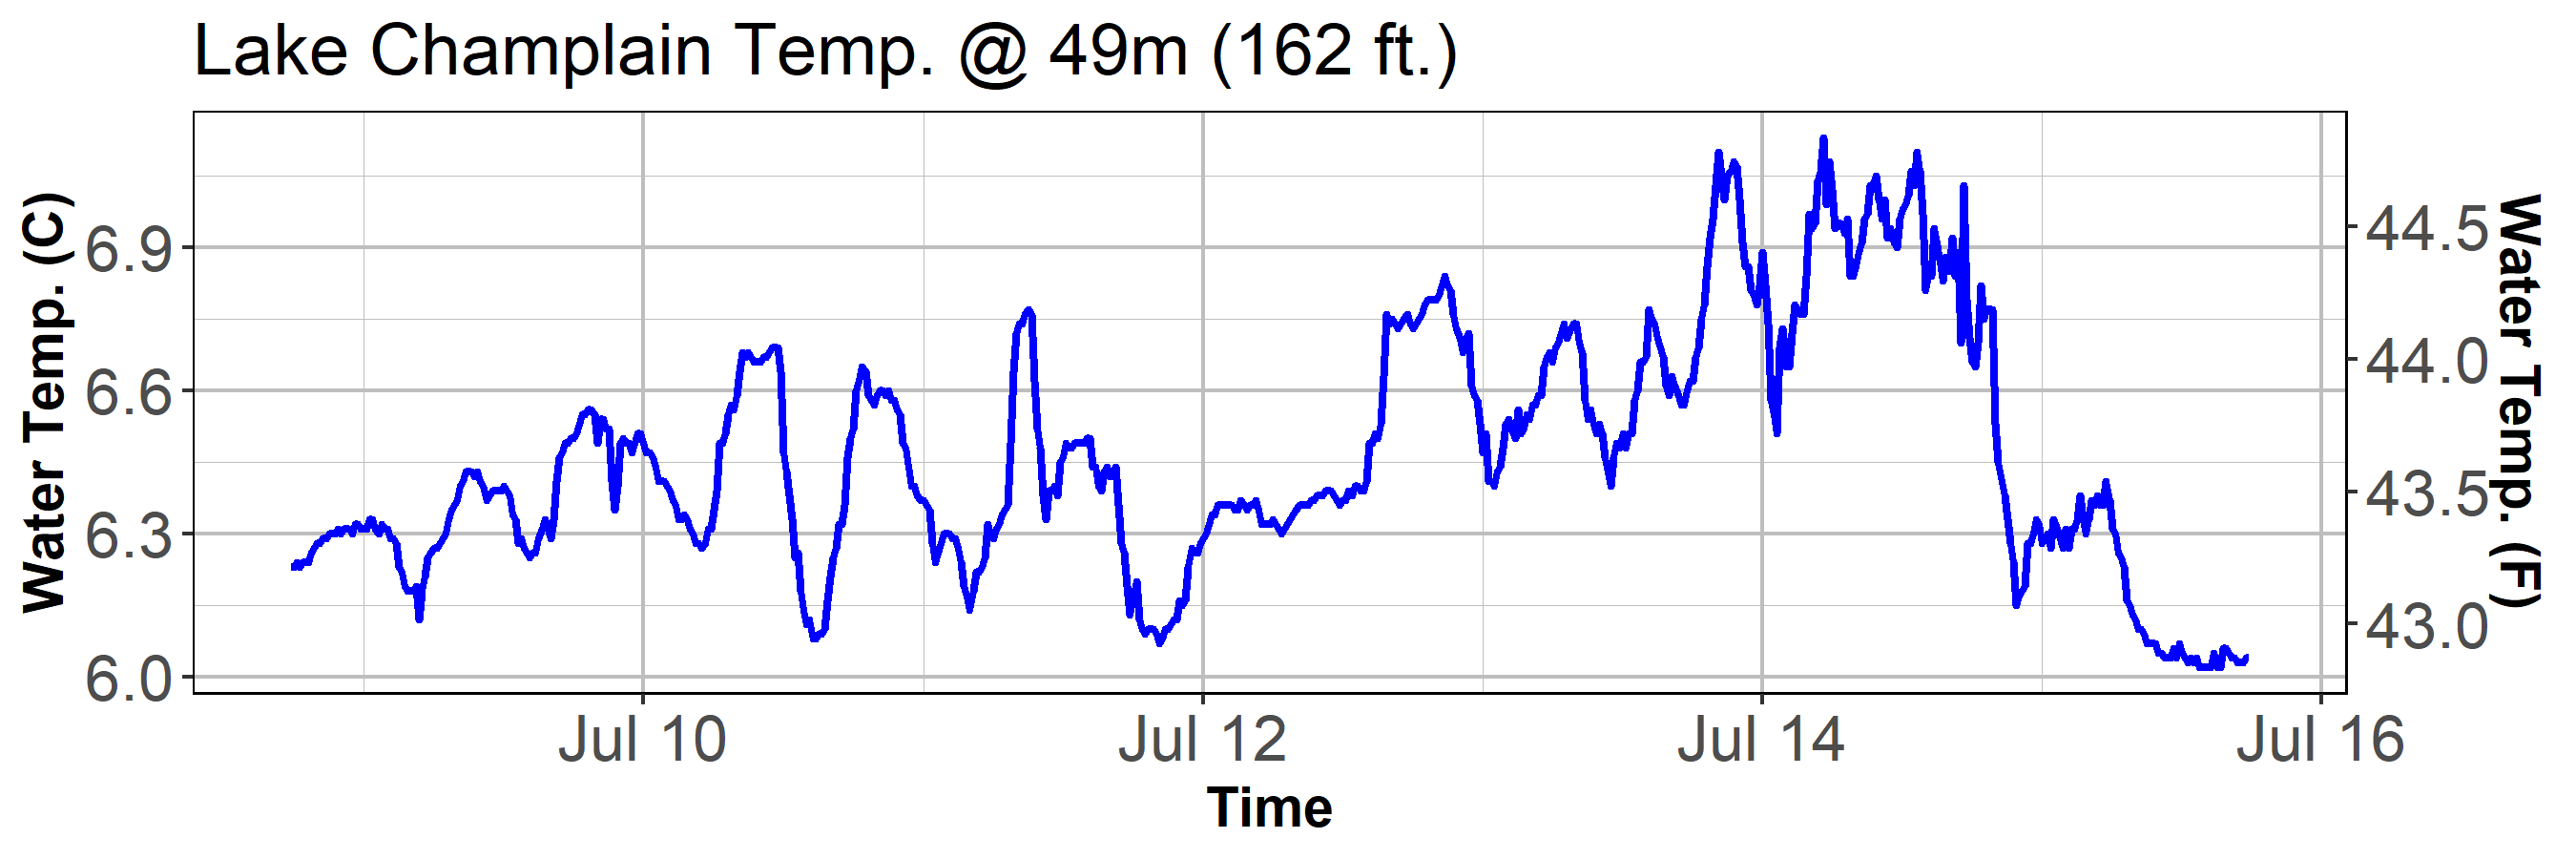 Lake Champlain Temp. @ 49m (162 ft.)
Water Temp. (C)
6.9
6.6
6.3
6.0
44.5
44.0
43.5
43.0
Water Temp. (F)
Jul 10
Jul 12
Jul 14
Jul 16
Time